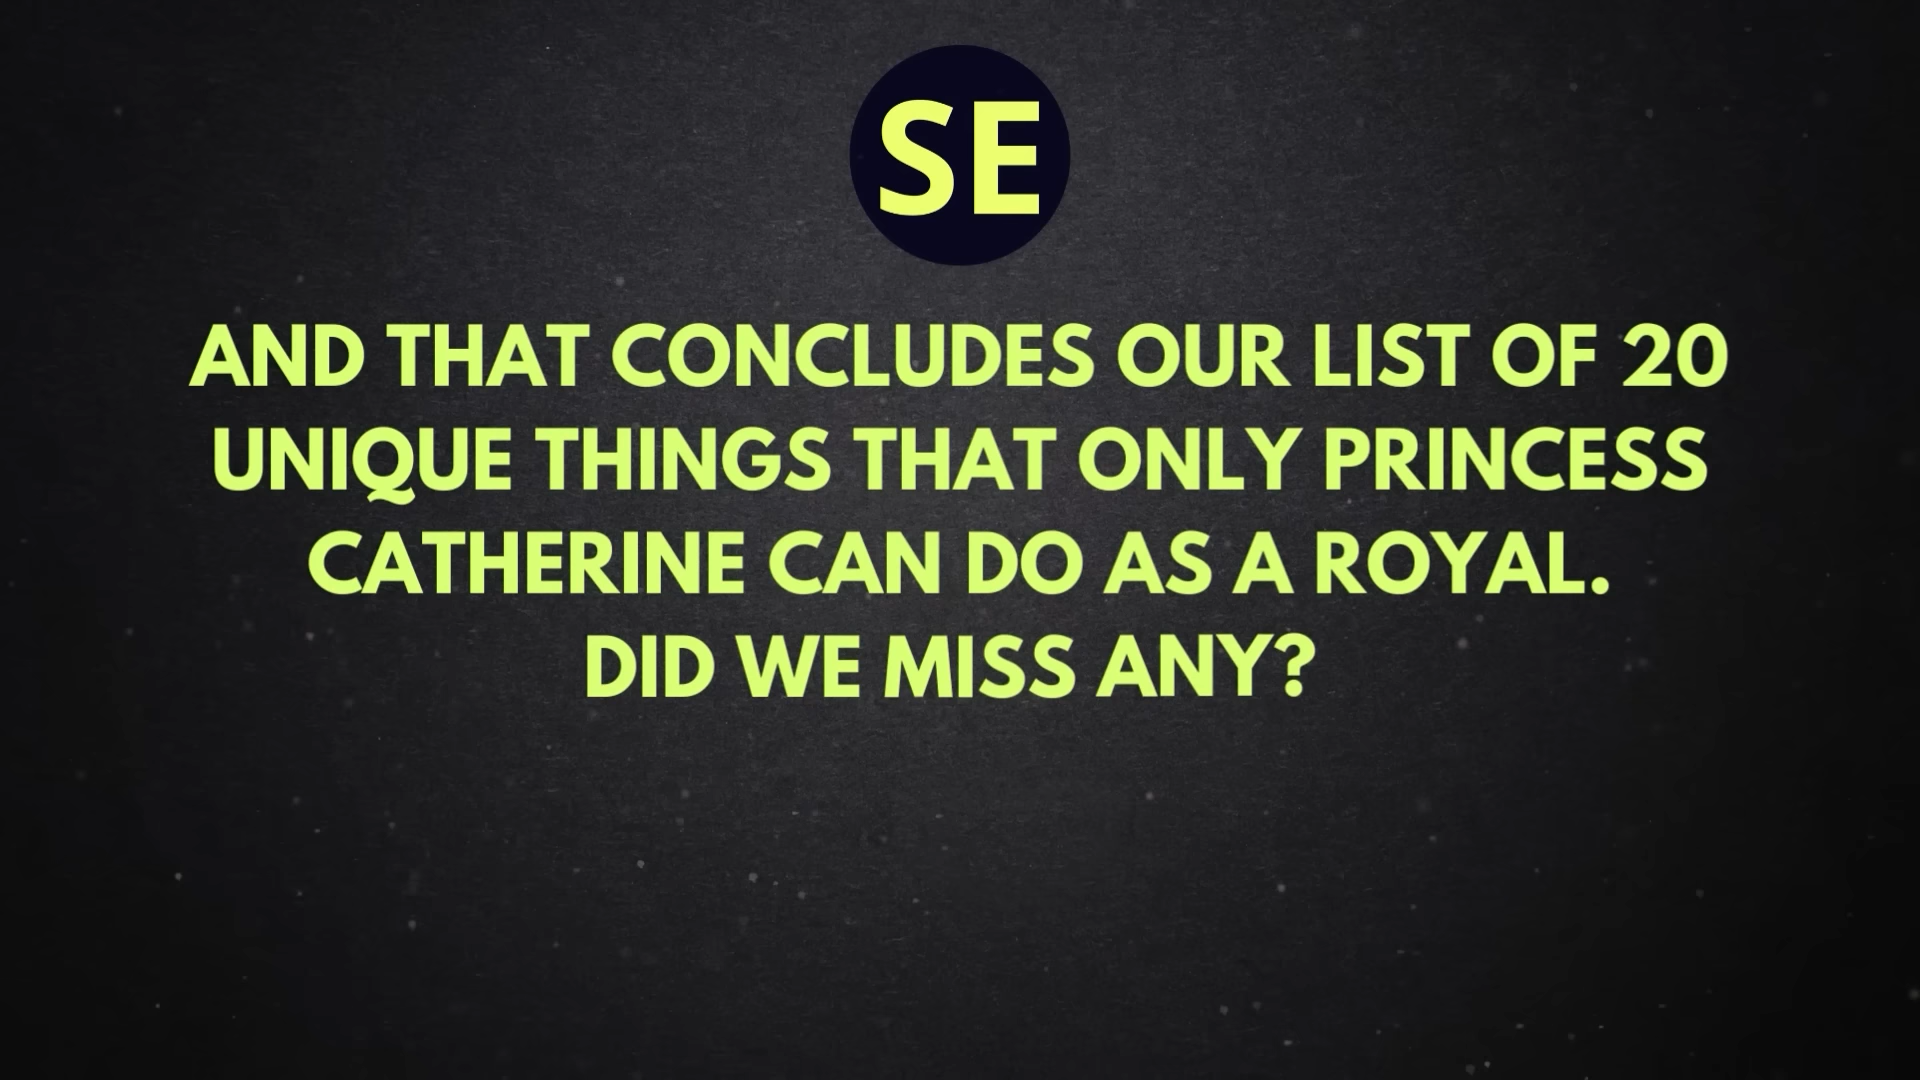 SE
AND THAT CONCLUDES OUR LIST OF 20
UNIQUE THINGS THAT ONLY PRINCESS
CATHERINE CAN DO AS A ROYAL.
DID WE MISS ANY?